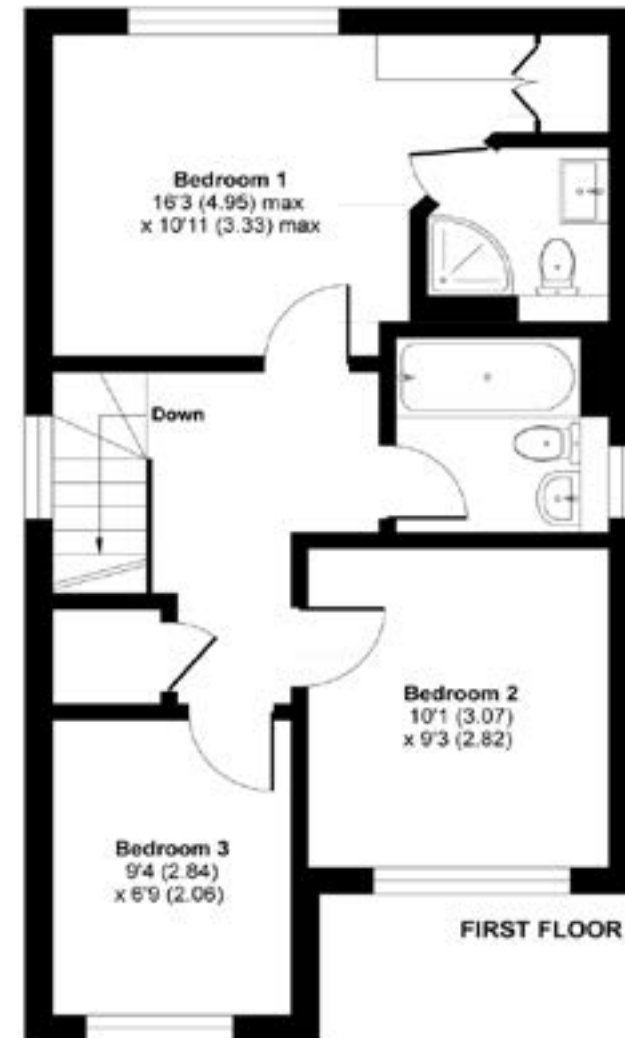 Bedroom 1
16'3 (4.95) max
x 10'11 (3.33) max
Down
Bedroom 2
10'1 (3.07)
x 9'3 (2.82)
Bedroom 3
9'4 (2.84)
x 6'9 (2.06)
FIRST FLOOR